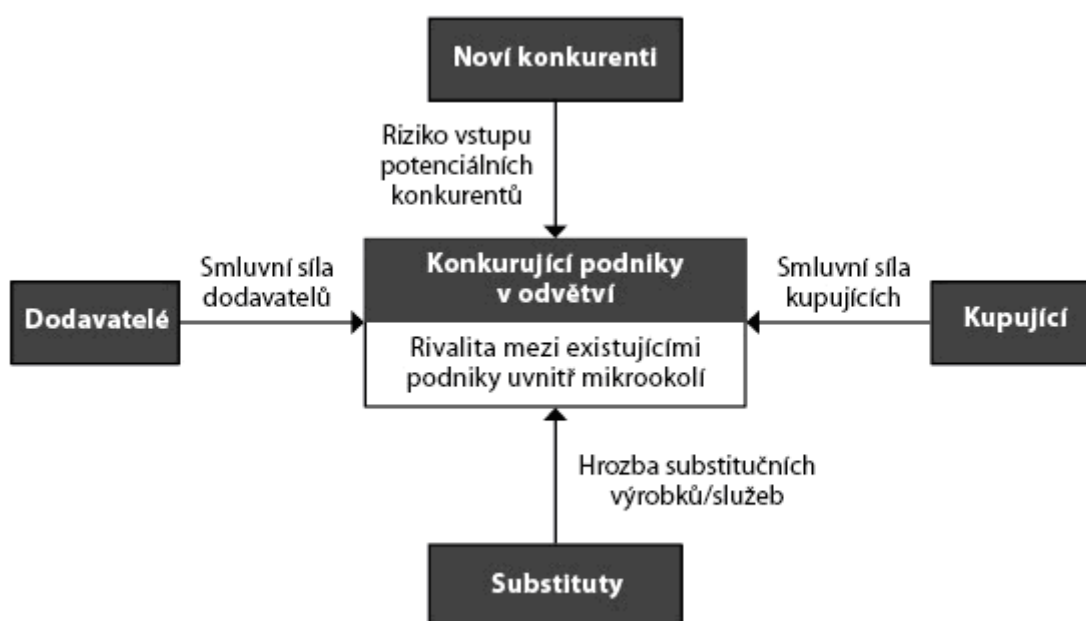 Noví konkurenti
Riziko vstupu
potenciálních
konkurentů
Smluvní síla
dodavatelů
Dodavatelé
Konkurující podniky
v odvětví
Rivalita mezi existujícími
podniky uvnitř mikrookolí
Smluvní síla
kupujících
Kupující
Hrozba substitučních
výrobků/služeb
Substituty